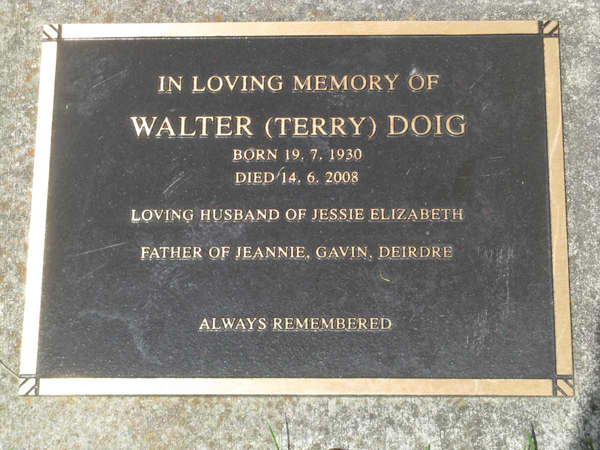 IN LOVING MEMORY OF
WALTER (TERRY) DOIG
BORN 19. 7. 1930
DIED 14. 6. 2008
LOVING HUSBAND OF JESSIE ELIZABETH
FATHER OF JEANNIE, GAVIN, DEIRDRE
ALWAYS REMEMBERED